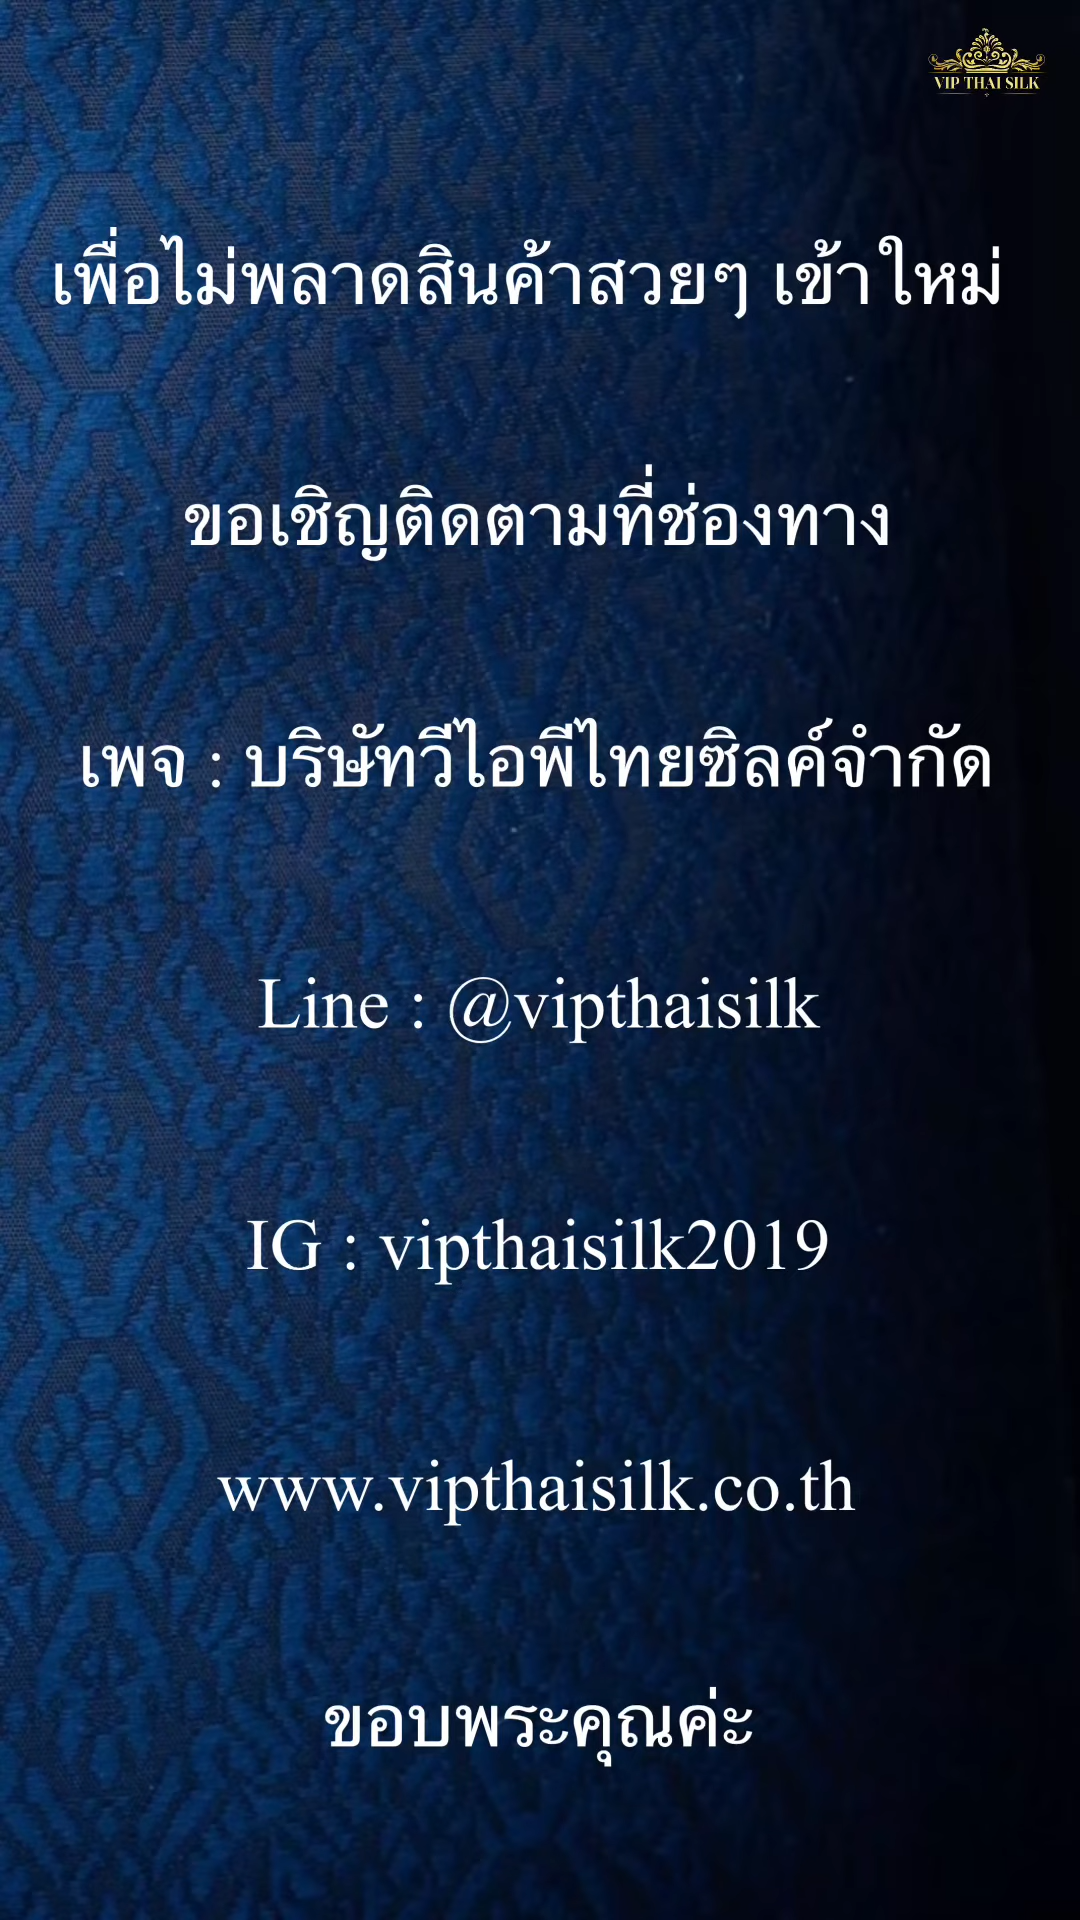 VIP THAI SILK
เพื่อไม่พลาดสินค้าสวยๆ เข้าใหม่
ขอเชิญติดตามที่ช่องทาง
เพจ : บริษัทวีไอพีไทยซิลค์จำกัด
Line : @vipthaisilk
IG : vipthaisilk2019
www.vipthaisilk.co.th
ขอบพระคุณค่ะ